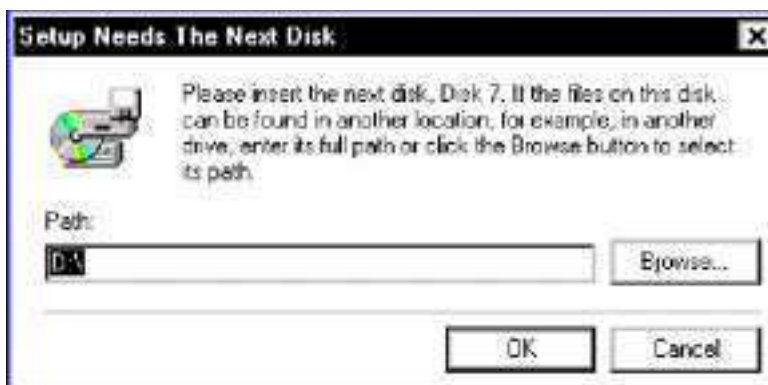 Setup Needs The Next Disk
Please insert the next disk, Disk 7. If the files on this disk
can be found in another location, for example, in another
drive, enter its full path or click the Browse button to select
its path.
Path:
D:\
Browse...
OK
Cancel